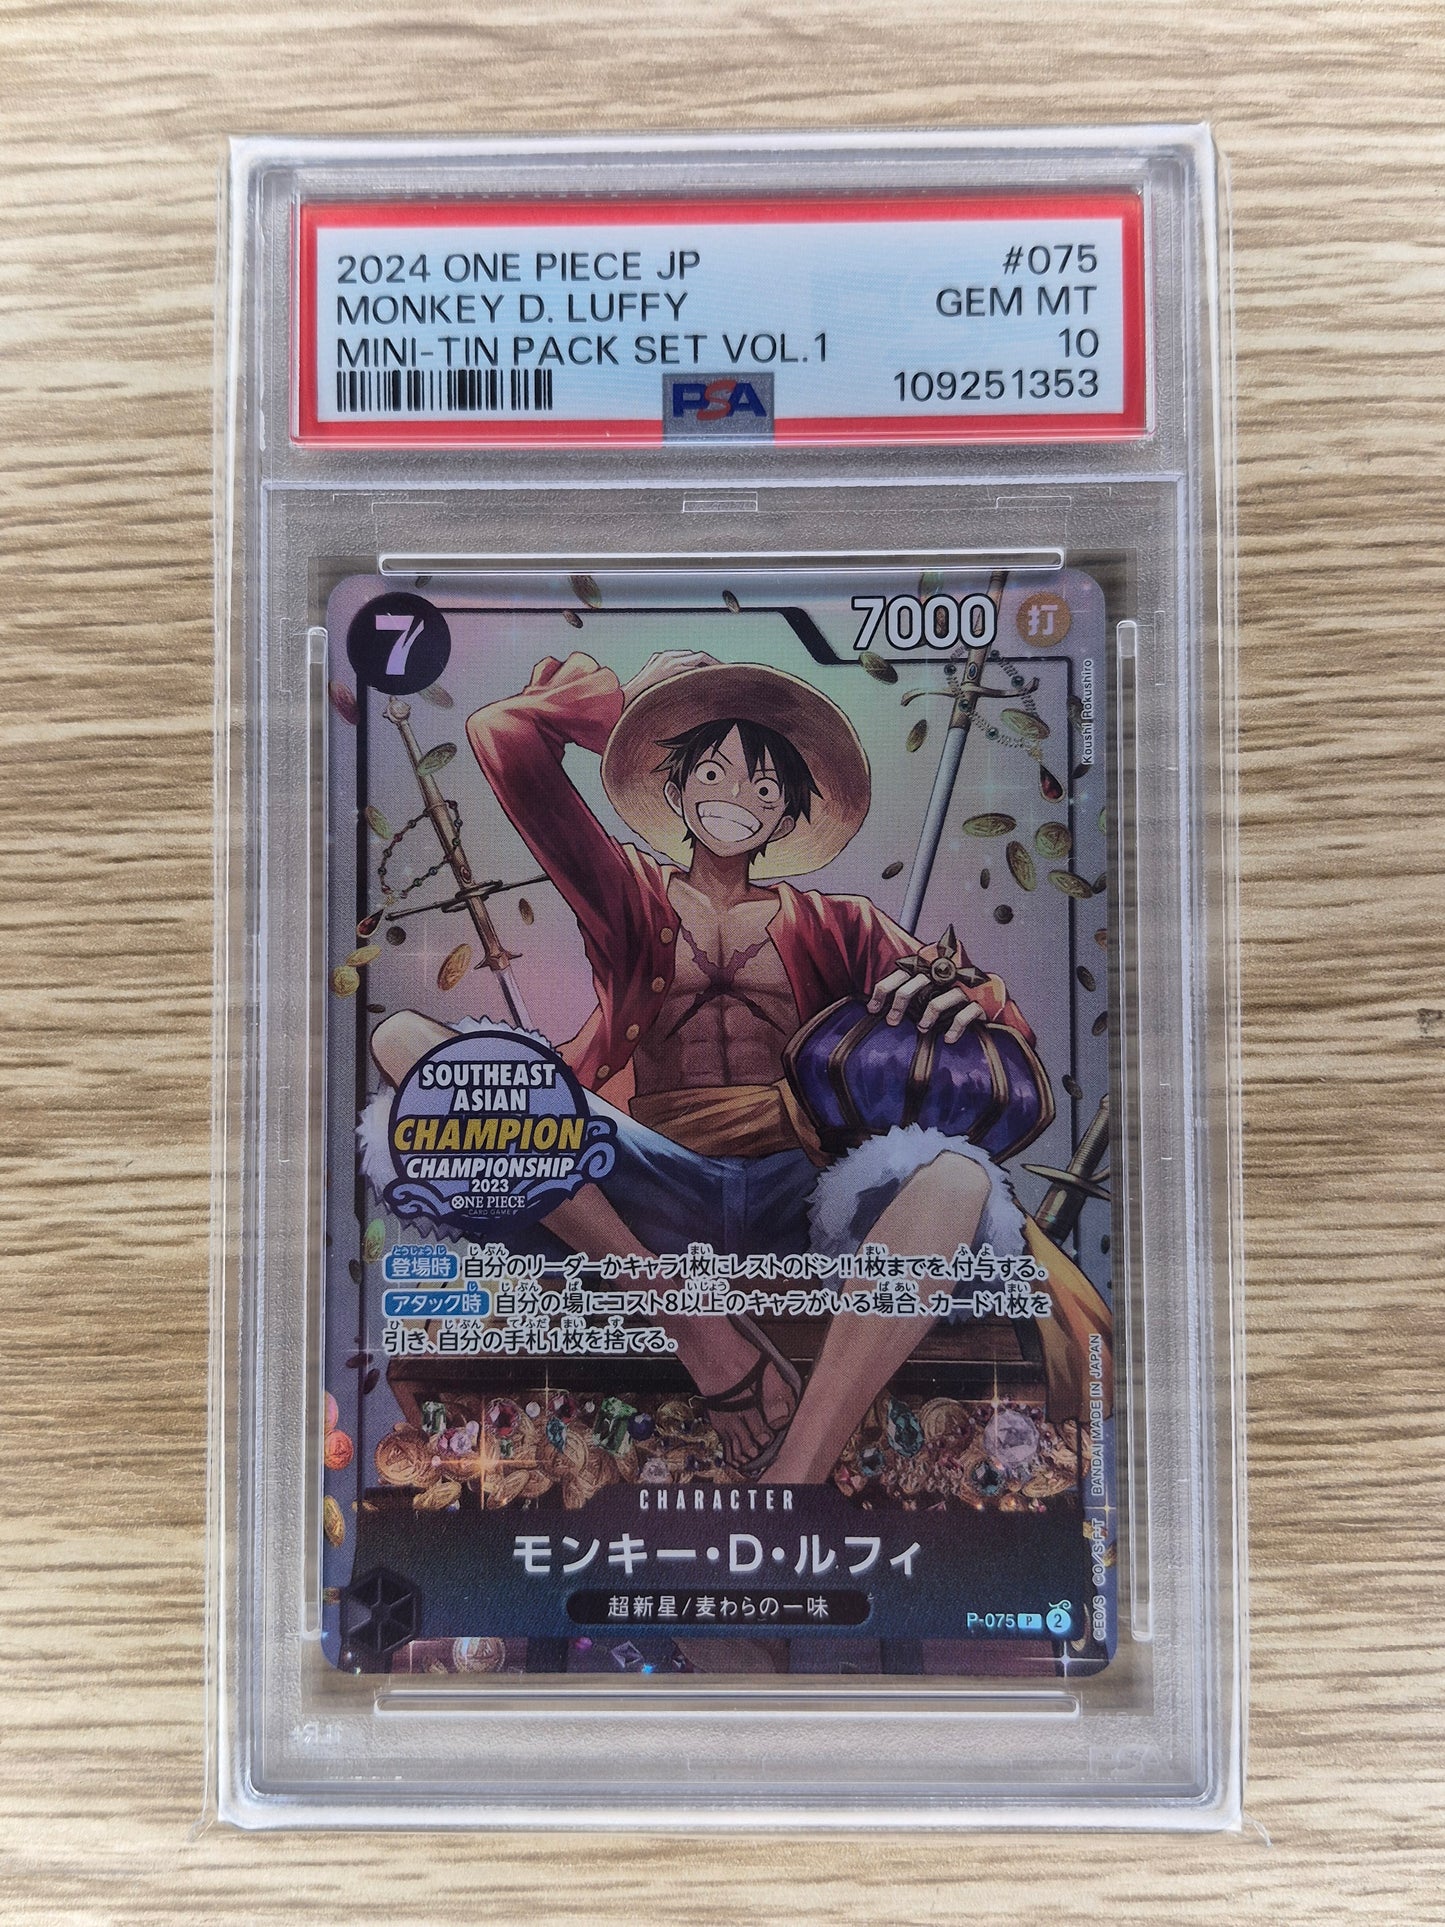 2024 ONE PIECE JP #075
MONKEY D. LUFFY GEM MT
MINI-TIN PACK SET VOL.1 10
PSA 109251353
7 7000 打
Koushi Rokushiro
SOUTHEAST
ASIAN
CHAMPION
CHAMPIONSHIP
2023
ONE PIECE
CARD GAME
登場時 自分のリーダーかキャラ1枚にレストのドン!!1枚までを、付与する。
アタック時 自分の場にコスト8以上のキャラがいる場合、カード1枚を
引き、自分の手札1枚を捨てる。
©E.O/S. CO./S.F.T BANDAI MADE IN JAPAN
CHARACTER
モンキー・D・ルフィ
超新星/麦わらの一味
P-075 P 2